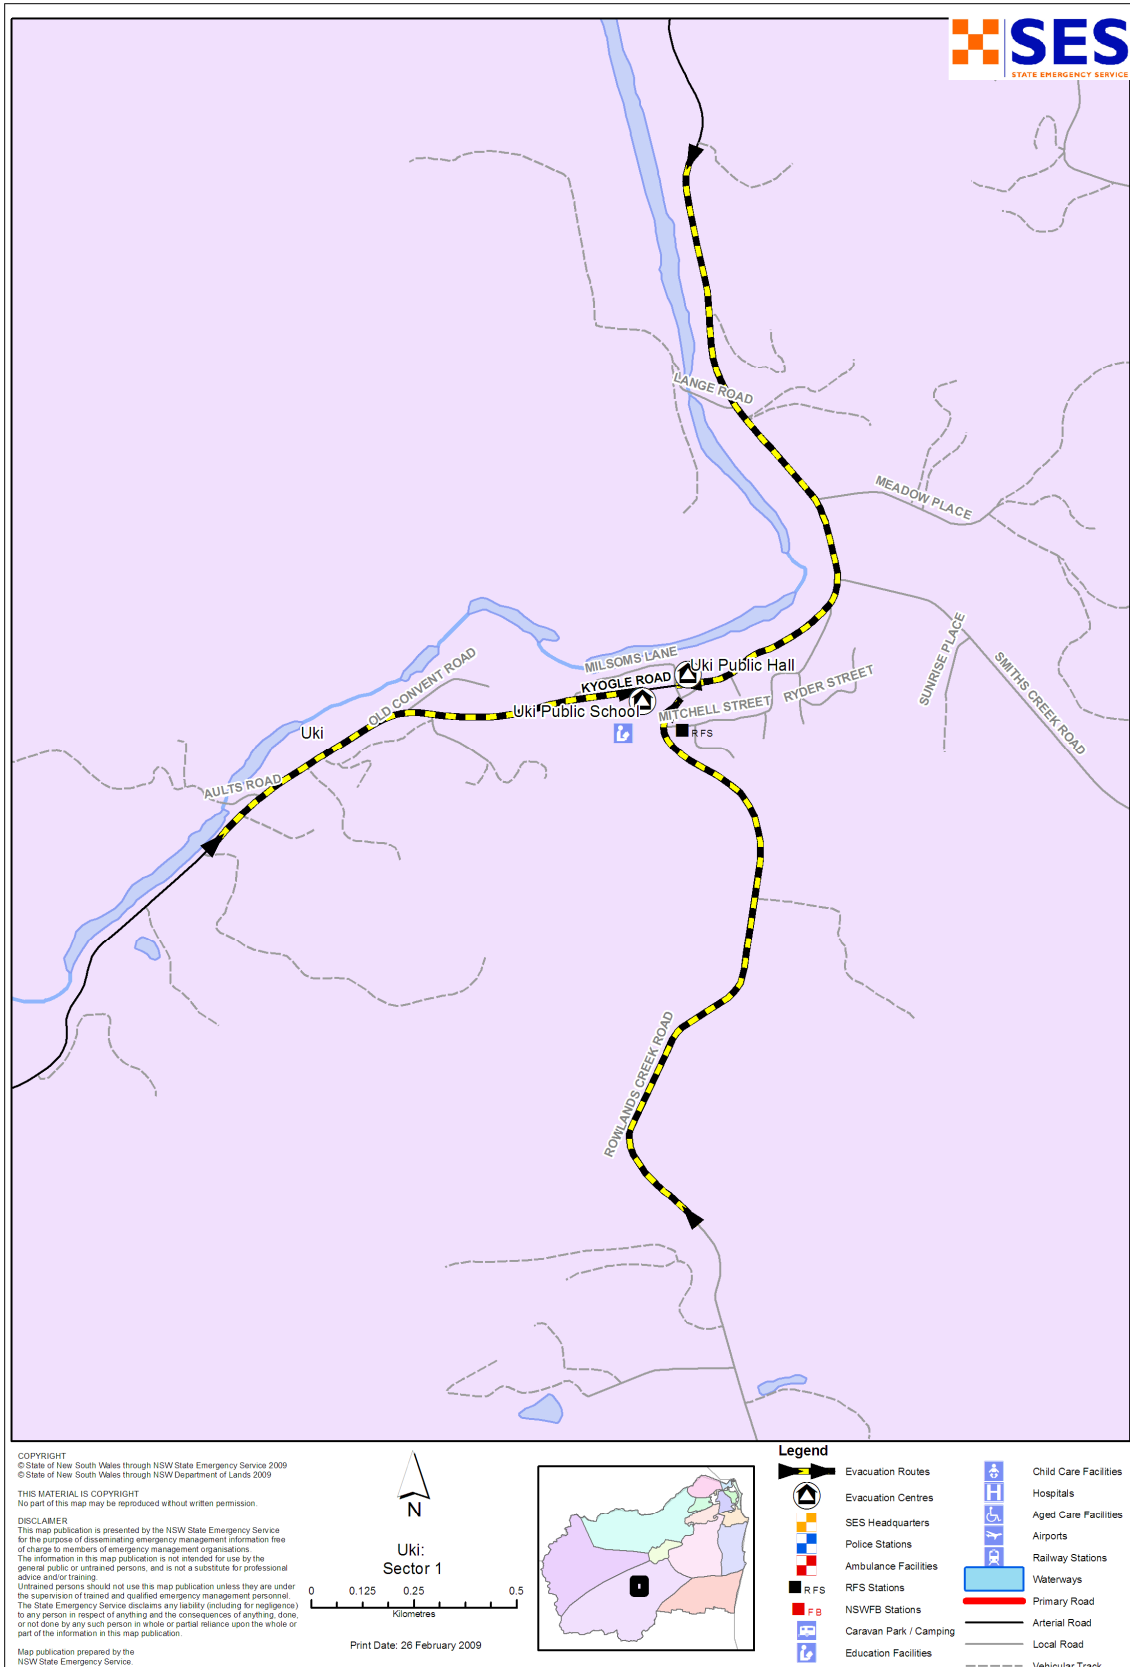 SES
STATE EMERGENCY SERVICE
LANGE ROAD
MEADOW PLACE
SUNRISE PLACE
SMITHS CREEK ROAD
MILSOMS LANE
Uki Public Hall
KYOGLE ROAD
RYDER STREET
OLD CONVENT ROAD
Uki Public School
MITCHELL STREET
RFS
Uki
AULTS ROAD
ROWLANDS CREEK ROAD
COPYRIGHT
© State of New South Wales through NSW State Emergency Service 2009
© State of New South Wales through NSW Department of Lands 2009
THIS MATERIAL IS COPYRIGHT
No part of this map may be reproduced without written permission.
DISCLAIMER
This map publication is presented by the NSW State Emergency Service
for the purpose of disseminating emergency management information free
of charge to members of emergency management organisations.
The information in this map publication is not intended for use by the
general public or untrained persons, and is not a substitute for professional
advice and/or training.
Untrained persons should not use this map publication unless they are under
the supervision of trained and qualified emergency management personnel.
The State Emergency Service disclaims any liability (including for negligence)
to any person in respect of anything and the consequences of anything, done,
or not done by any such person in whole or partial reliance upon the whole or
part of the information in this map publication.
Map publication prepared by the
NSW State Emergency Service.
N
Uki:
Sector 1
0 0.125 0.25 0.5
Kilometres
Print Date: 26 February 2009
Legend
Evacuation Routes
Evacuation Centres
SES Headquarters
Police Stations
Ambulance Facilities
RFS RFS Stations
FB NSWFB Stations
Caravan Park / Camping
Education Facilities
Child Care Facilities
H Hospitals
Aged Care Facilities
Airports
Railway Stations
Waterways
Primary Road
Arterial Road
Local Road
Vehicular Track